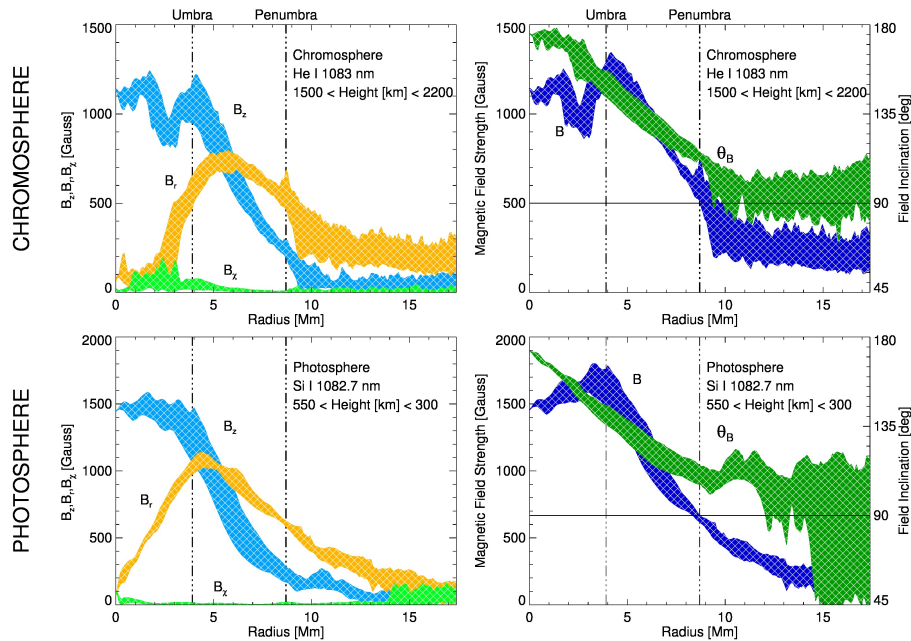 Umbra Penumbra Umbra Penumbra
CHROMOSPHERE
1500
1000
500
0
B_z, B_r, B_χ [Gauss]
Chromosphere
He I 1083 nm
1500 < Height [km] < 2200
B_z
B_r
B_χ
0 5 10 15
Radius [Mm]
1500
1000
500
0
Magnetic Field Strength [Gauss]
Chromosphere
He I 1083 nm
1500 < Height [km] < 2200
B
θ_B
180
135
90
45
Field Inclination [deg]
0 5 10 15
Radius [Mm]
PHOTOSPHERE
2000
1500
1000
500
0
B_z, B_r, B_χ [Gauss]
Photosphere
Si I 1082.7 nm
550 < Height [km] < 300
B_z
B_r
B_χ
0 5 10 15
Radius [Mm]
2000
1500
1000
500
0
Magnetic Field Strength [Gauss]
Photosphere
Si I 1082.7 nm
550 < Height [km] < 300
B
θ_B
180
135
90
45
Field Inclination [deg]
0 5 10 15
Radius [Mm]